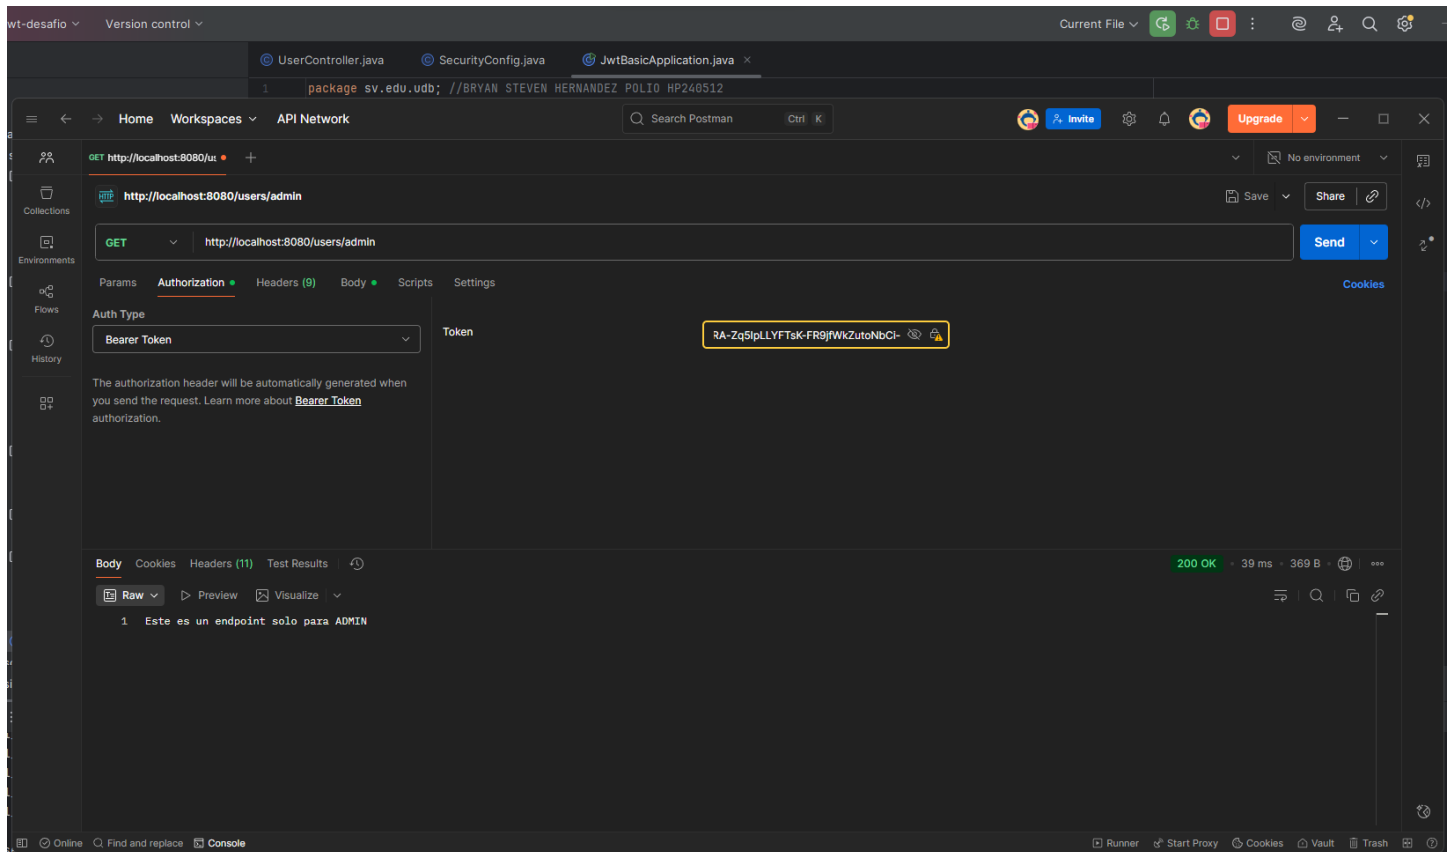 wt-desafio Version control Current File
UserController.java SecurityConfig.java JwtBasicApplication.java
1 package sv.edu.udb; //BRYAN STEVEN HERNANDEZ POLIO HP240512
Home Workspaces API Network Search Postman Ctrl K Invite Upgrade
GET http://localhost:8080/us No environment
HTTP http://localhost:8080/users/admin Save Share
Collections
GET http://localhost:8080/users/admin Send
Environments
Params Authorization Headers (9) Body Scripts Settings Cookies
Flows
Auth Type
Token RA-Zq5IpLLYFTsK-FR9jfWkZutoNbCi-
Bearer Token
History
The authorization header will be automatically generated when
you send the request. Learn more about Bearer Token
authorization.
Body Cookies Headers (11) Test Results 200 OK 39 ms 369 B
Raw Preview Visualize
1 Este es un endpoint solo para ADMIN
Online Find and replace Console Runner Start Proxy Cookies Vault Trash